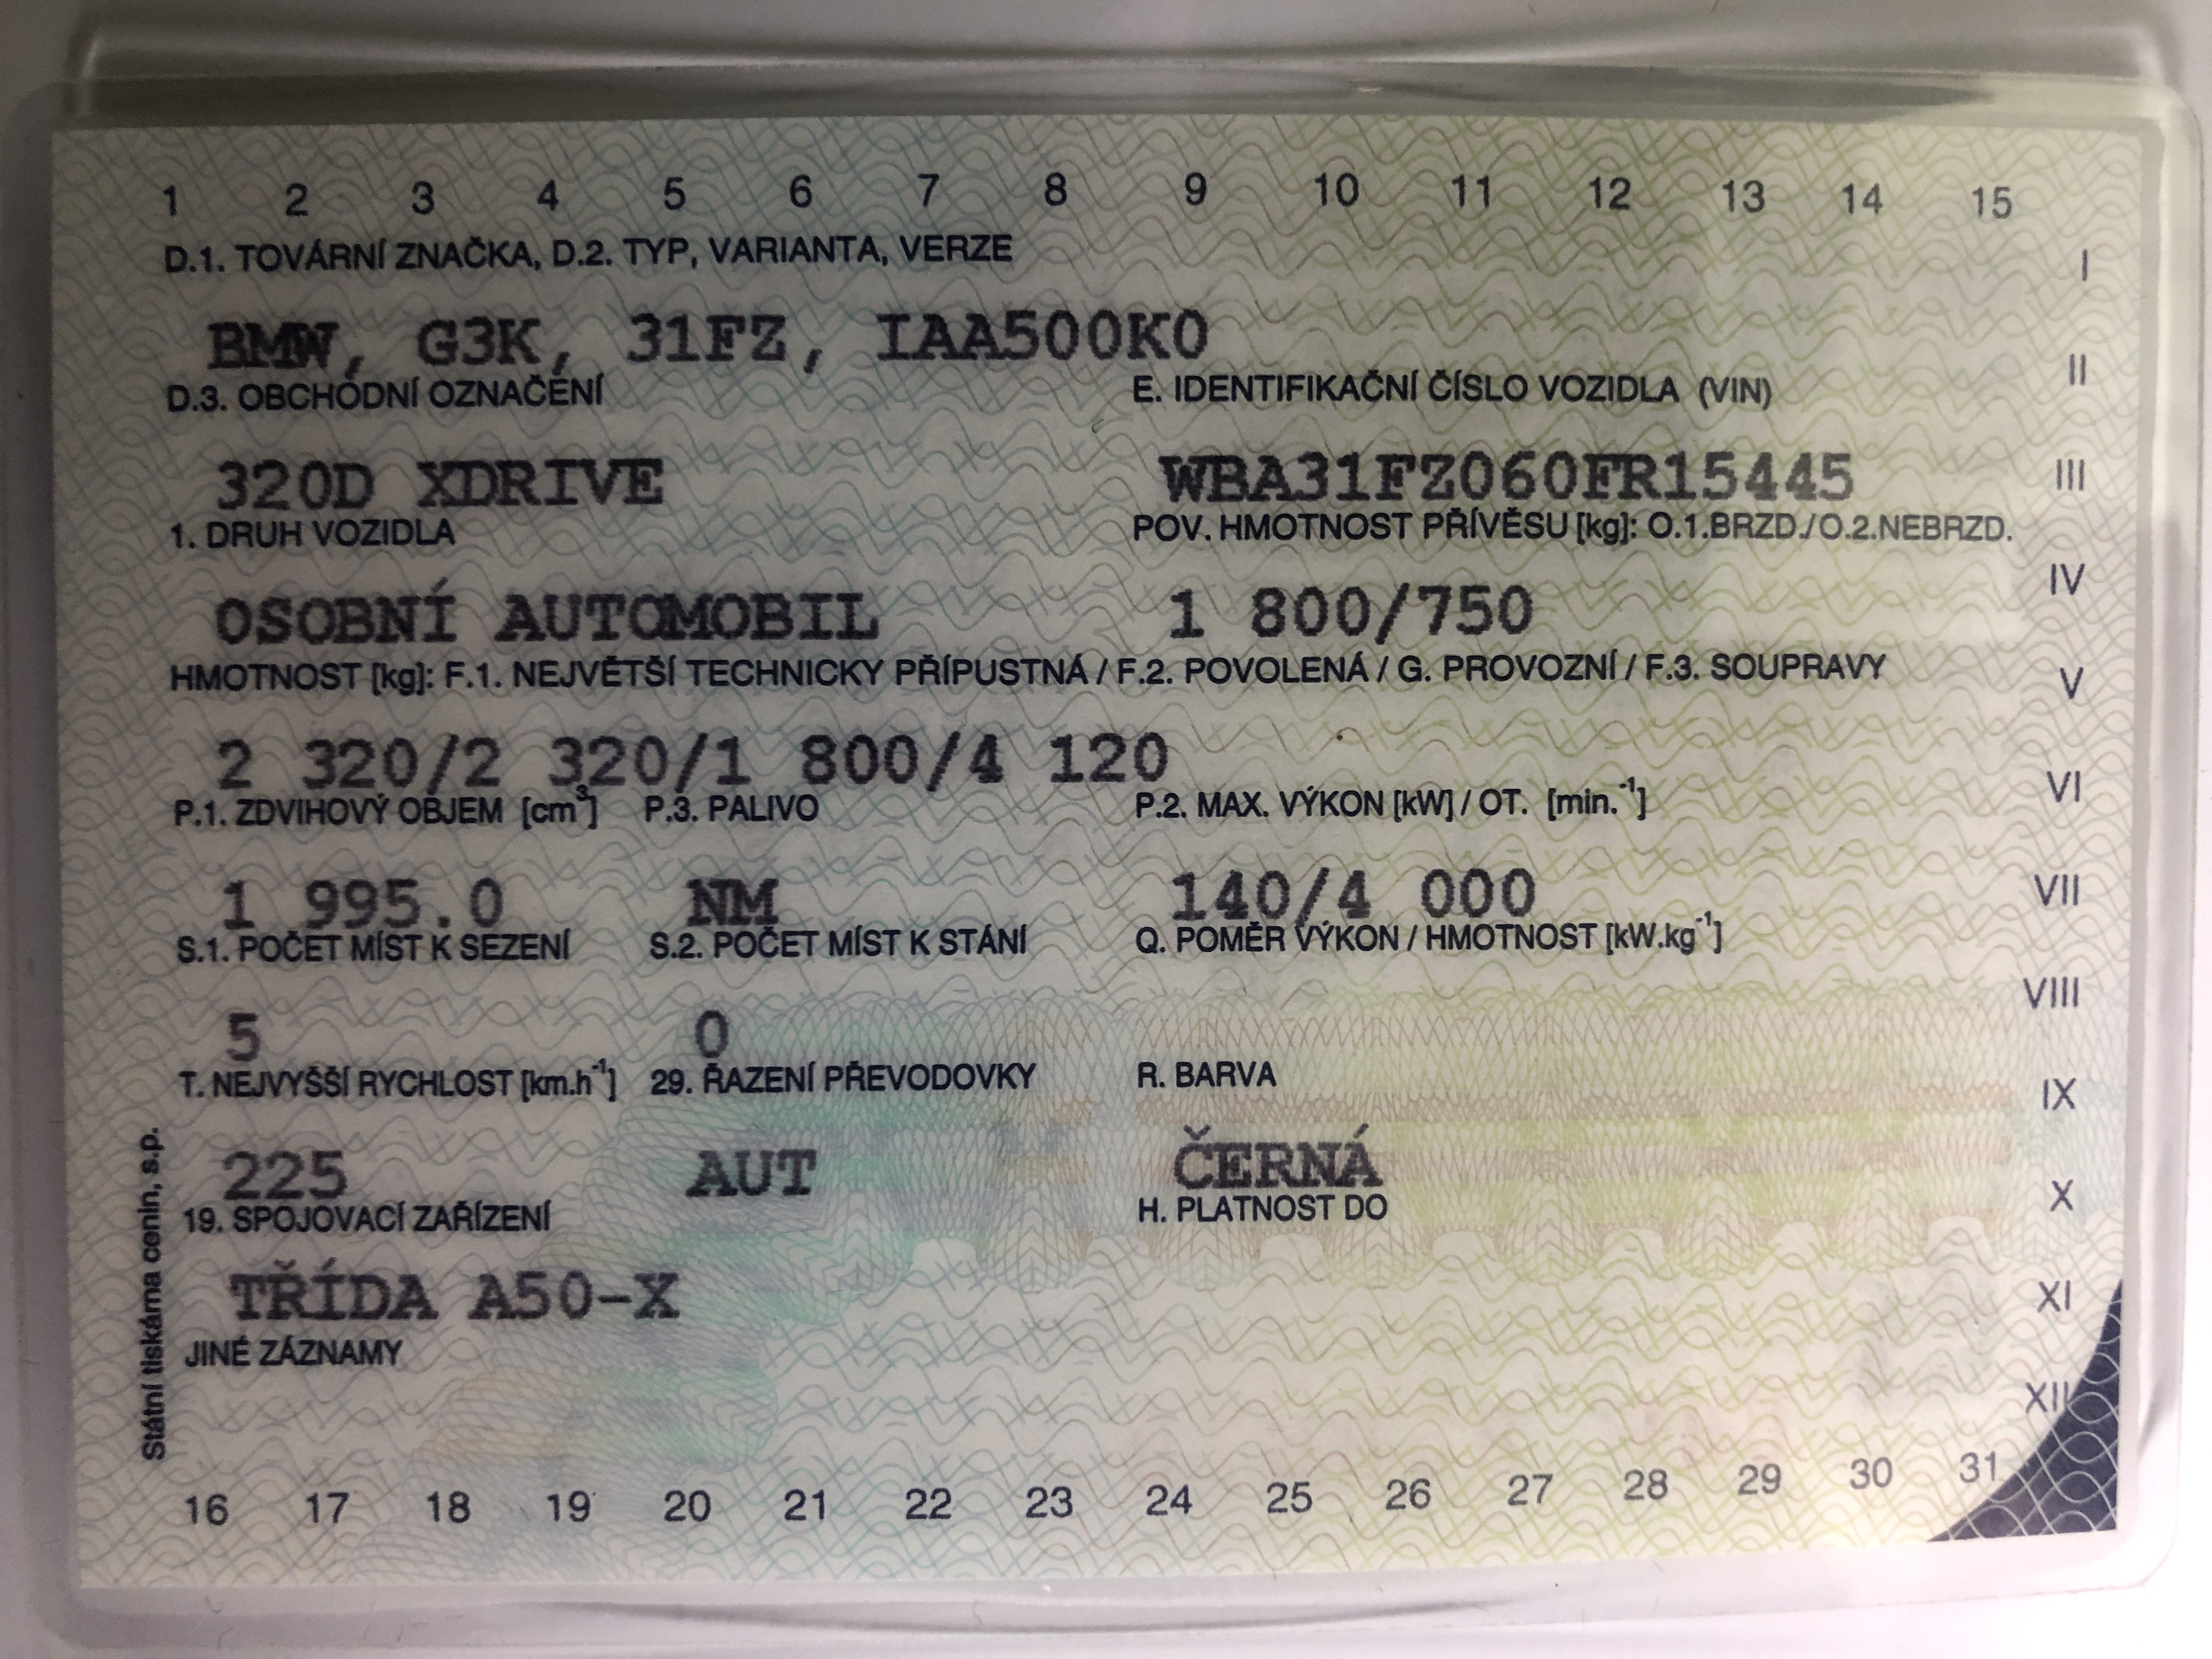 1 2 3 4 5 6 7 8 9 10 11 12 13 14 15
D.1. TOVÁRNÍ ZNAČKA, D.2. TYP, VARIANTA, VERZE
I
BMW, G3K, 31FZ, IAA500K0
D.3. OBCHODNÍ OZNAČENÍ E. IDENTIFIKAČNÍ ČÍSLO VOZIDLA (VIN)
II
320D XDRIVE WBA31FZ060FR15445
III
1. DRUH VOZIDLA POV. HMOTNOST PŘÍVĚSU [kg]: O.1.BRZD./O.2.NEBRZD.
IV
OSOBNÍ AUTOMOBIL 1 800/750
HMOTNOST [kg]: F.1. NEJVĚTŠÍ TECHNICKY PŘÍPUSTNÁ / F.2. POVOLENÁ / G. PROVOZNÍ / F.3. SOUPRAVY
V
2 320/2 320/1 800/4 120
VI
P.1. ZDVIHOVÝ OBJEM [cm³] P.3. PALIVO P.2. MAX. VÝKON [kW] / OT. [min.⁻¹]
1 995.0 NM 140/4 000
VII
S.1. POČET MÍST K SEZENÍ S.2. POČET MÍST K STÁNÍ Q. POMĚR VÝKON / HMOTNOST [kW.kg⁻¹]
VIII
5 0
T. NEJVYŠŠÍ RYCHLOST [km.h⁻¹] 29. ŘAZENÍ PŘEVODOVKY R. BARVA
IX
225 AUT ČERNÁ
X
19. SPOJOVACÍ ZAŘÍZENÍ H. PLATNOST DO
TŘÍDA A50-X
XI
JINÉ ZÁZNAMY
XII
Státní tiskárna cenin, s.p.
16 17 18 19 20 21 22 23 24 25 26 27 28 29 30 31